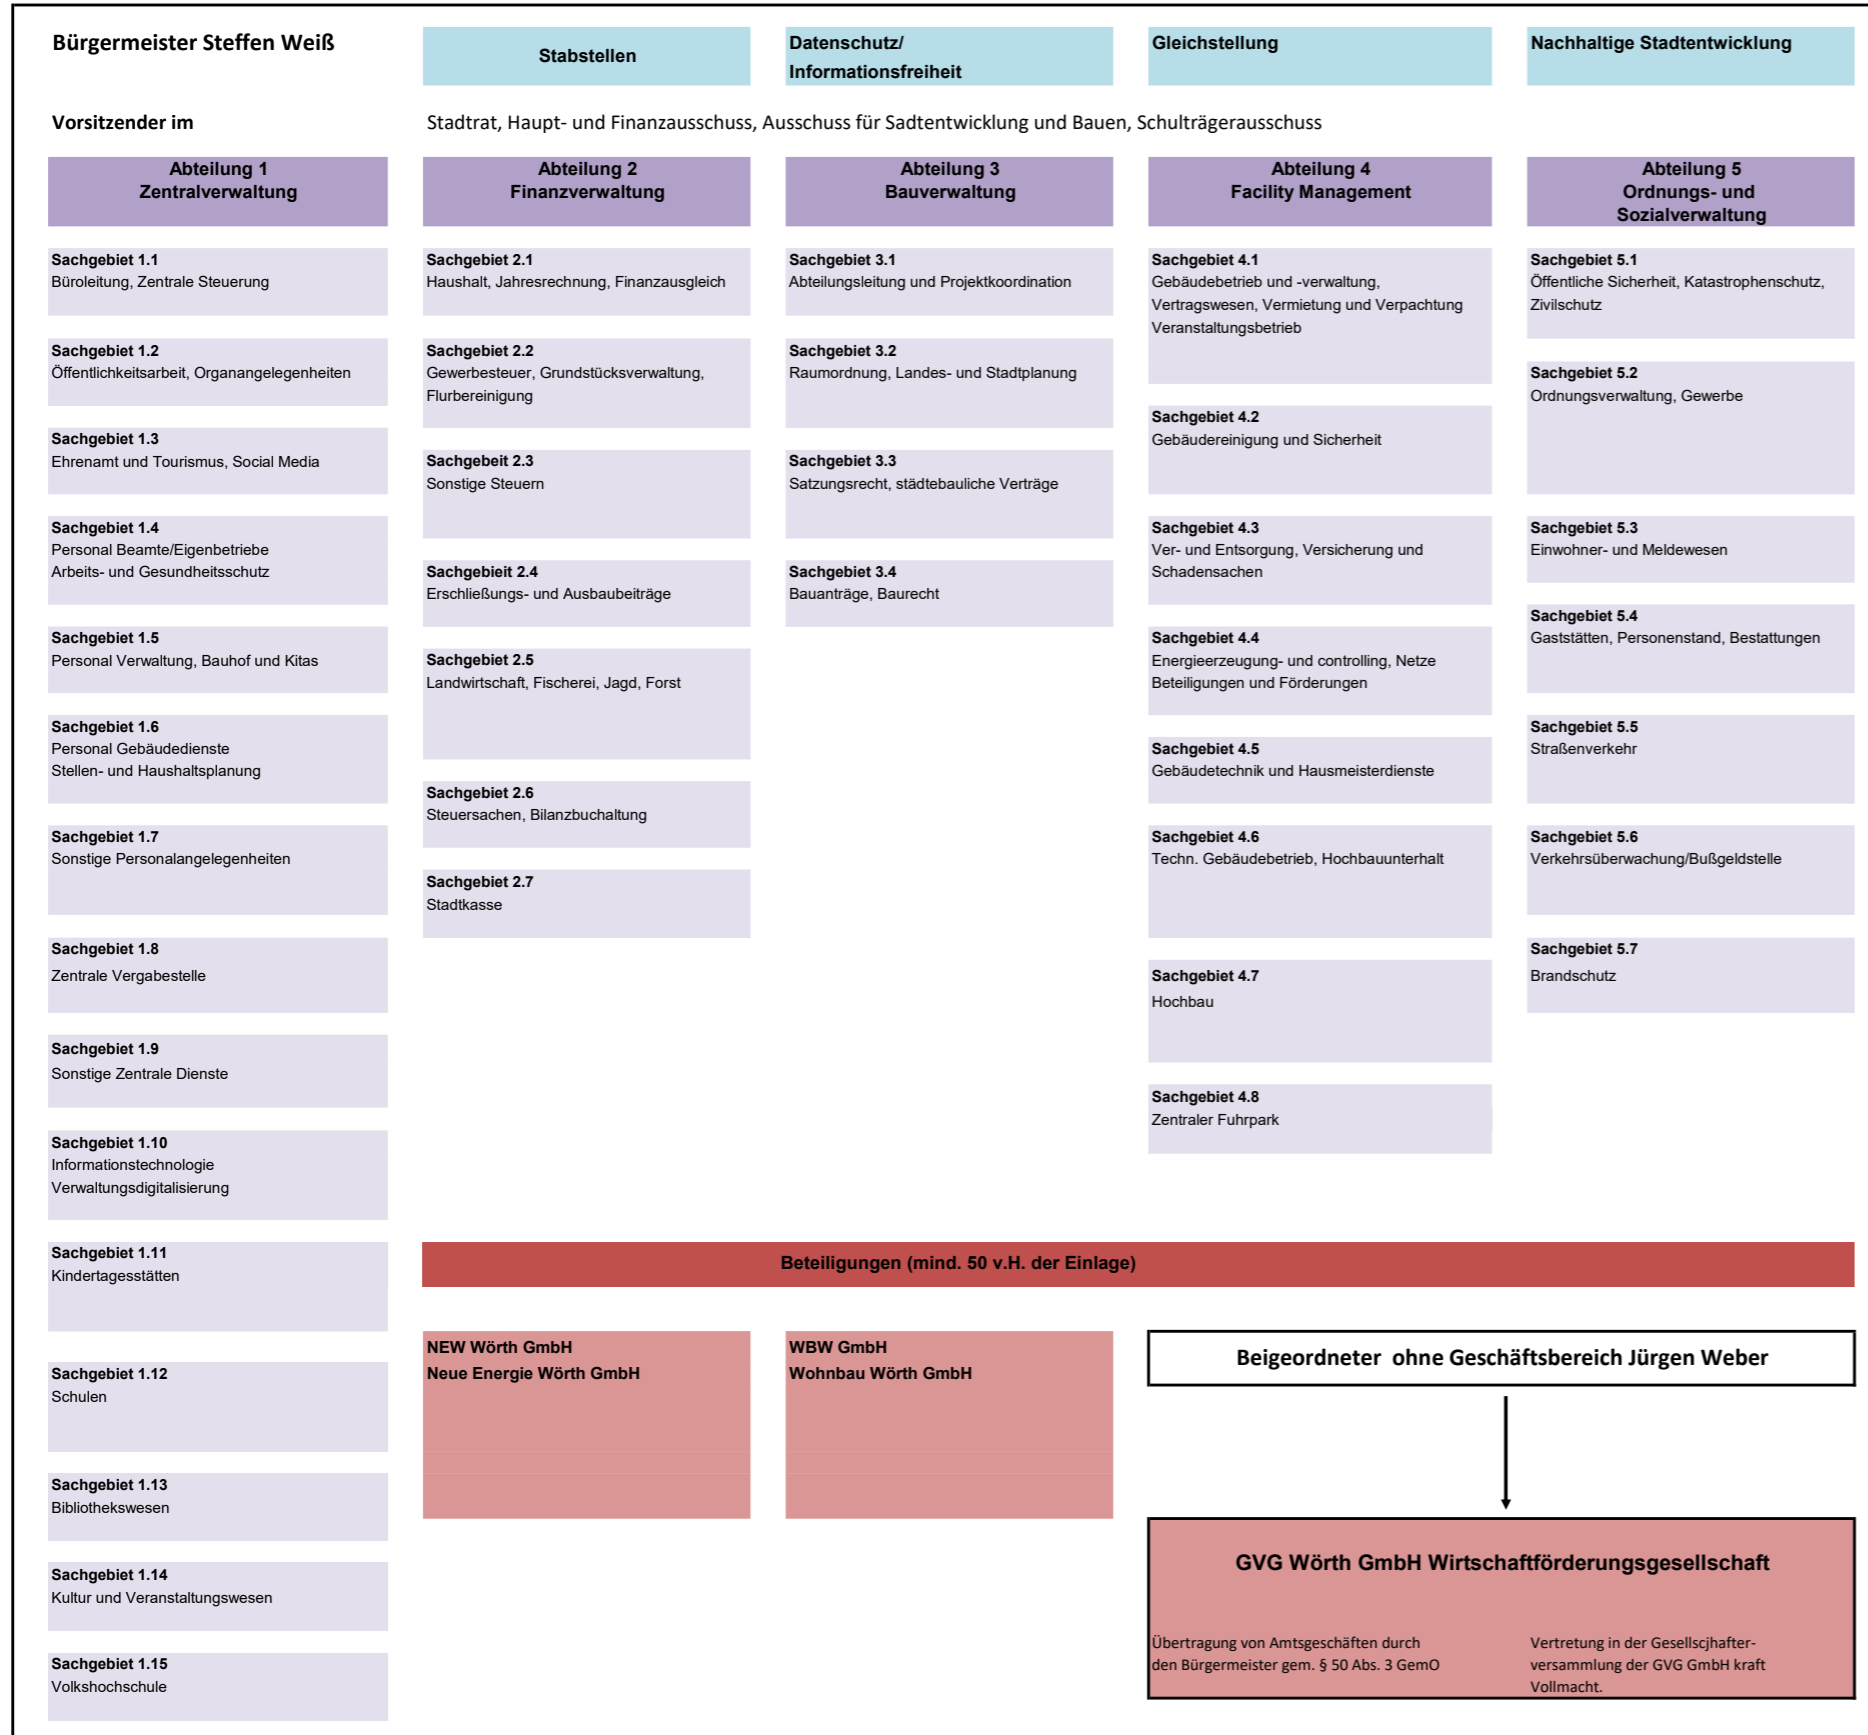 Bürgermeister Steffen Weiß
Stabstellen
Datenschutz/
Informationsfreiheit
Gleichstellung
Nachhaltige Stadtentwicklung
Vorsitzender im
Stadtrat, Haupt- und Finanzausschuss, Ausschuss für Sadtentwicklung und Bauen, Schulträgerausschuss
Abteilung 1
Zentralverwaltung
Sachgebiet 1.1
Büroleitung, Zentrale Steuerung
Sachgebiet 1.2
Öffentlichkeitsarbeit, Organangelegenheiten
Sachgebiet 1.3
Ehrenamt und Tourismus, Social Media
Sachgebiet 1.4
Personal Beamte/Eigenbetriebe
Arbeits- und Gesundheitsschutz
Sachgebiet 1.5
Personal Verwaltung, Bauhof und Kitas
Sachgebiet 1.6
Personal Gebäudedienste
Stellen- und Haushaltsplanung
Sachgebiet 1.7
Sonstige Personalangelegenheiten
Sachgebiet 1.8
Zentrale Vergabestelle
Sachgebiet 1.9
Sonstige Zentrale Dienste
Sachgebiet 1.10
Informationstechnologie
Verwaltungsdigitalisierung
Sachgebiet 1.11
Kindertagesstätten
Sachgebiet 1.12
Schulen
Sachgebiet 1.13
Bibliothekswesen
Sachgebiet 1.14
Kultur und Veranstaltungswesen
Sachgebiet 1.15
Volkshochschule
Abteilung 2
Finanzverwaltung
Sachgebiet 2.1
Haushalt, Jahresrechnung, Finanzausgleich
Sachgebiet 2.2
Gewerbesteuer, Grundstücksverwaltung,
Flurbereinigung
Sachgebeit 2.3
Sonstige Steuern
Sachgebieit 2.4
Erschließungs- und Ausbaubeiträge
Sachgebiet 2.5
Landwirtschaft, Fischerei, Jagd, Forst
Sachgebiet 2.6
Steuersachen, Bilanzbuchaltung
Sachgebiet 2.7
Stadtkasse
Abteilung 3
Bauverwaltung
Sachgebiet 3.1
Abteilungsleitung und Projektkoordination
Sachgebiet 3.2
Raumordnung, Landes- und Stadtplanung
Sachgebiet 3.3
Satzungsrecht, städtebauliche Verträge
Sachgebiet 3.4
Bauanträge, Baurecht
Abteilung 4
Facility Management
Sachgebiet 4.1
Gebäudebetrieb und -verwaltung,
Vertragswesen, Vermietung und Verpachtung
Veranstaltungsbetrieb
Sachgebiet 4.2
Gebäudereinigung und Sicherheit
Sachgebiet 4.3
Ver- und Entsorgung, Versicherung und
Schadensachen
Sachgebiet 4.4
Energieerzeugung- und controlling, Netze
Beteiligungen und Förderungen
Sachgebiet 4.5
Gebäudetechnik und Hausmeisterdienste
Sachgebiet 4.6
Techn. Gebäudebetrieb, Hochbauunterhalt
Sachgebiet 4.7
Hochbau
Sachgebiet 4.8
Zentraler Fuhrpark
Abteilung 5
Ordnungs- und
Sozialverwaltung
Sachgebiet 5.1
Öffentliche Sicherheit, Katastrophenschutz,
Zivilschutz
Sachgebiet 5.2
Ordnungsverwaltung, Gewerbe
Sachgebiet 5.3
Einwohner- und Meldewesen
Sachgebiet 5.4
Gaststätten, Personenstand, Bestattungen
Sachgebiet 5.5
Straßenverkehr
Sachgebiet 5.6
Verkehrsüberwachung/Bußgeldstelle
Sachgebiet 5.7
Brandschutz
Beteiligungen (mind. 50 v.H. der Einlage)
NEW Wörth GmbH
Neue Energie Wörth GmbH
WBW GmbH
Wohnbau Wörth GmbH
Beigeordneter ohne Geschäftsbereich Jürgen Weber
GVG Wörth GmbH Wirtschaftförderungsgesellschaft
Übertragung von Amtsgeschäften durch
den Bürgermeister gem. § 50 Abs. 3 GemO
Vertretung in der Gesellscjhafter-
versammlung der GVG GmbH kraft
Vollmacht.